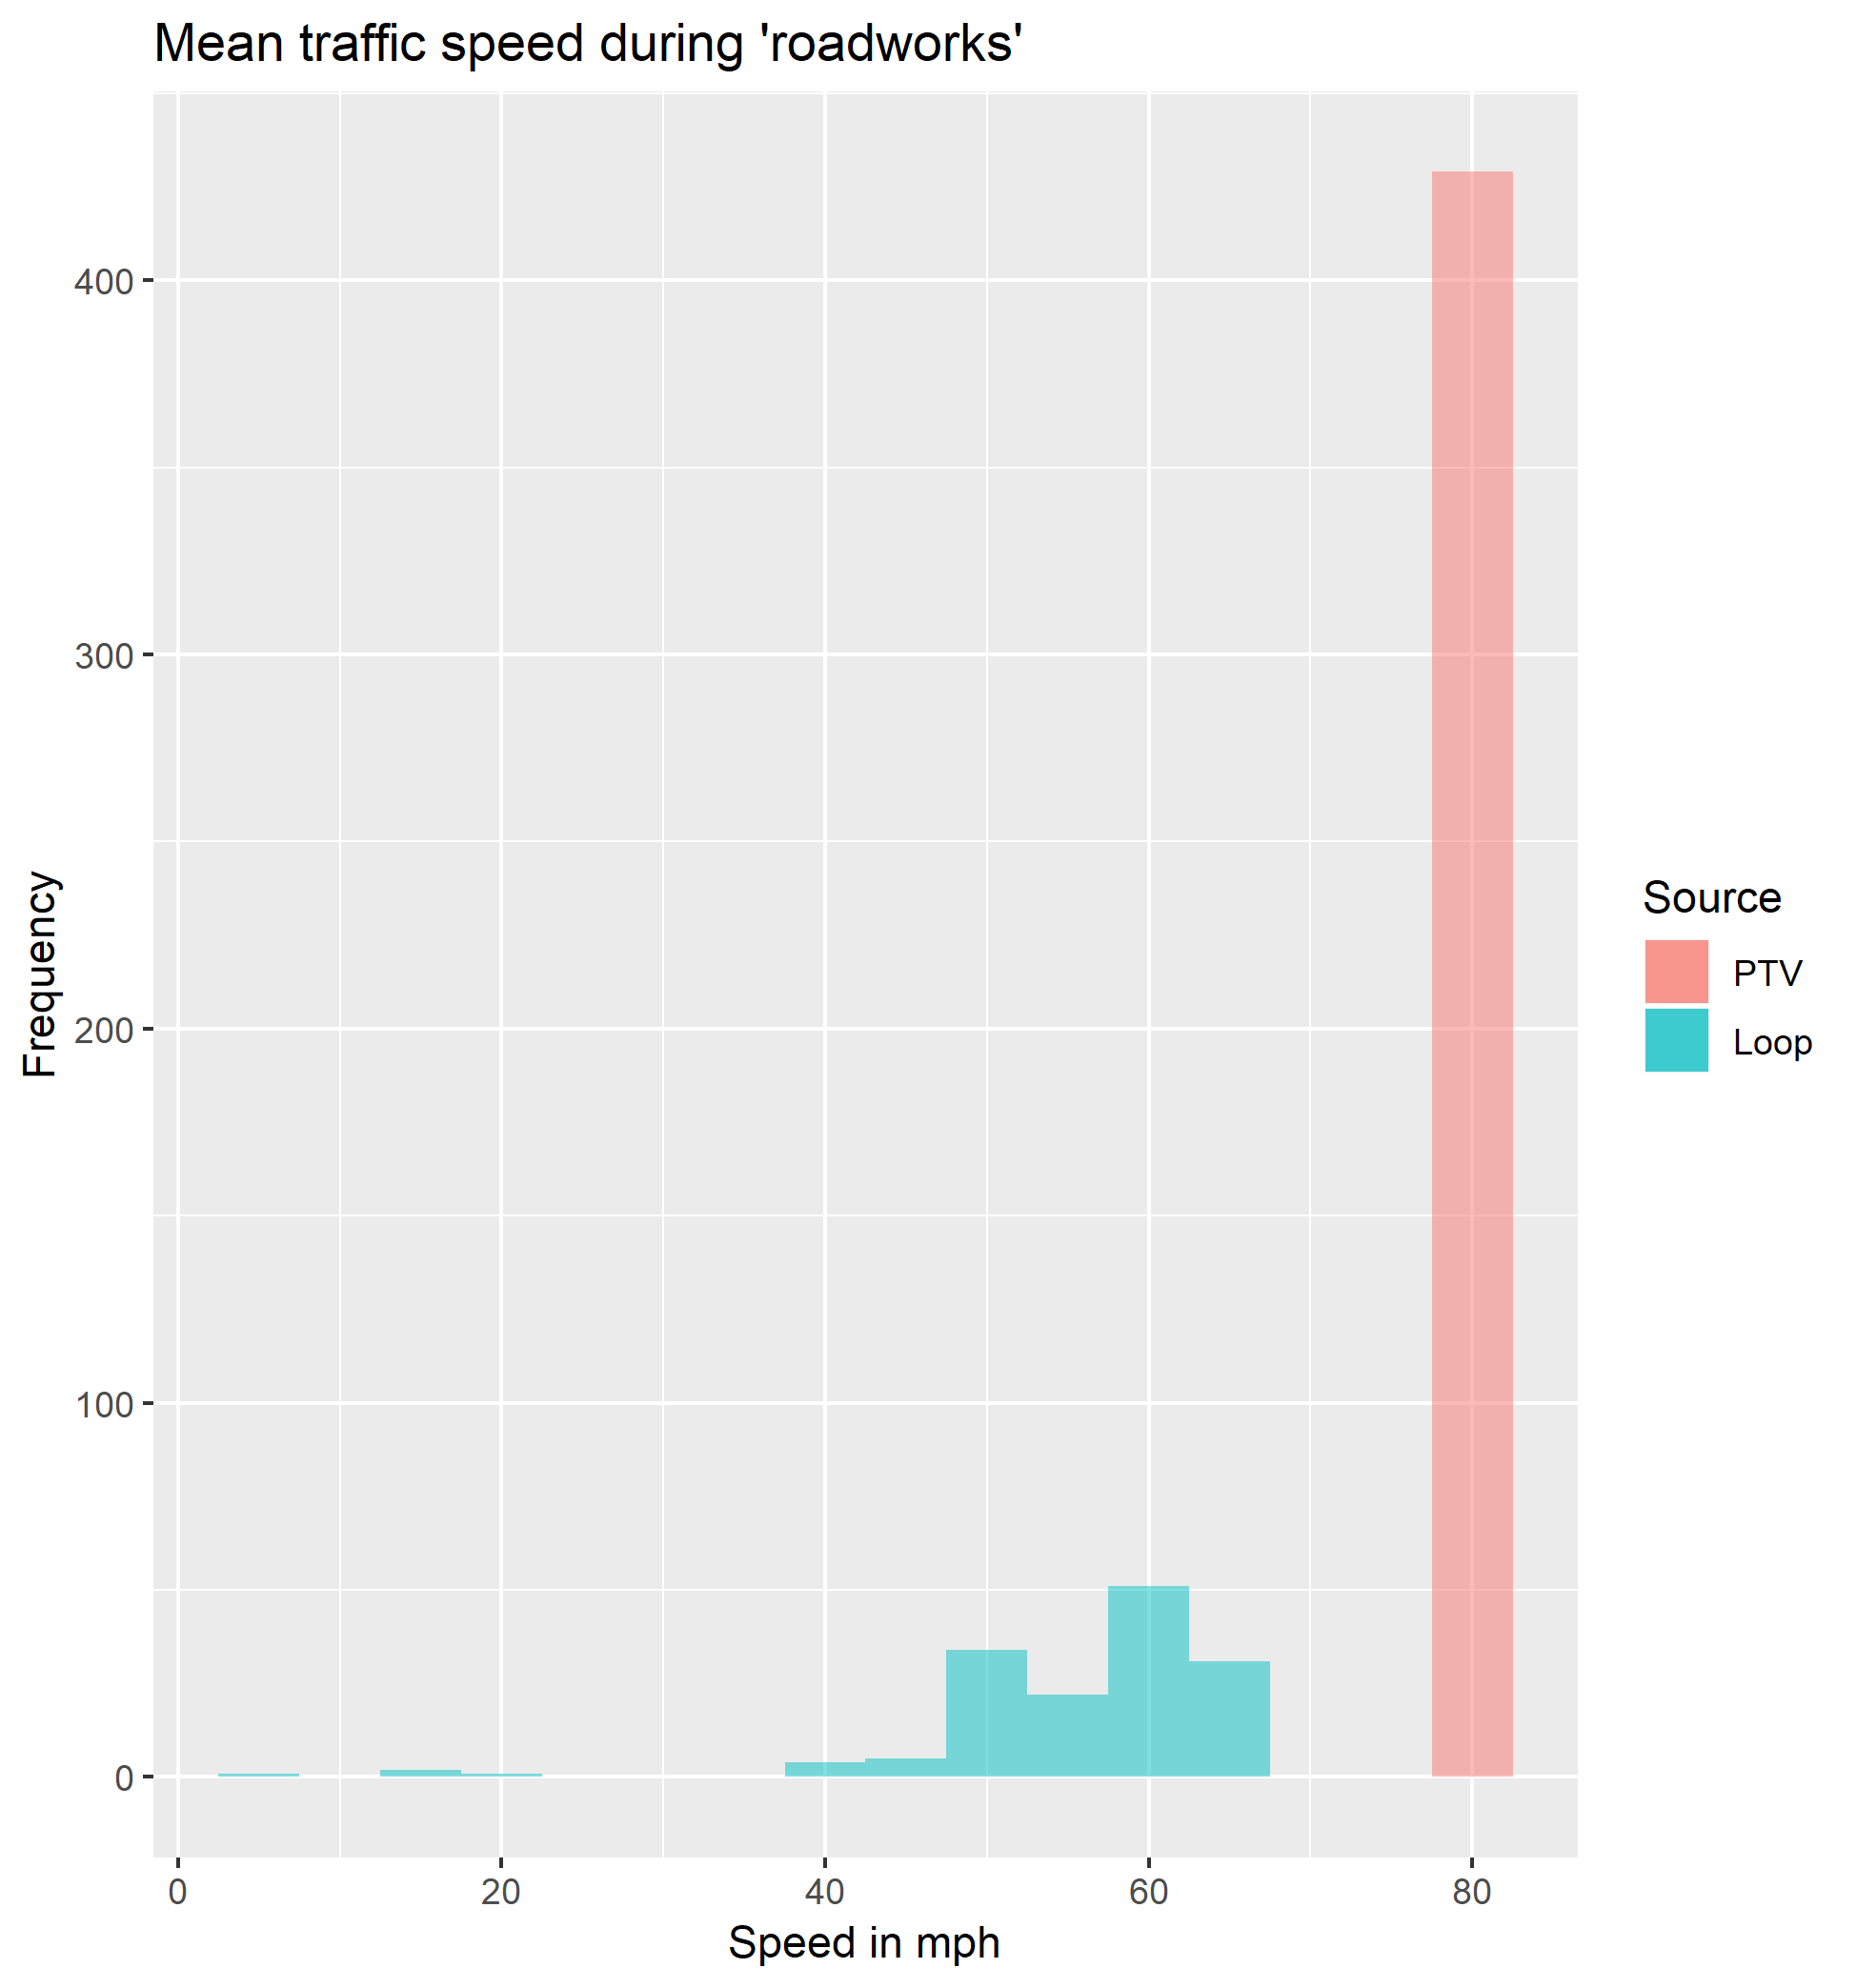 Mean traffic speed during 'roadworks'
400
300
200
100
0
Frequency
0 20 40 60 80
Speed in mph
Source
PTV
Loop